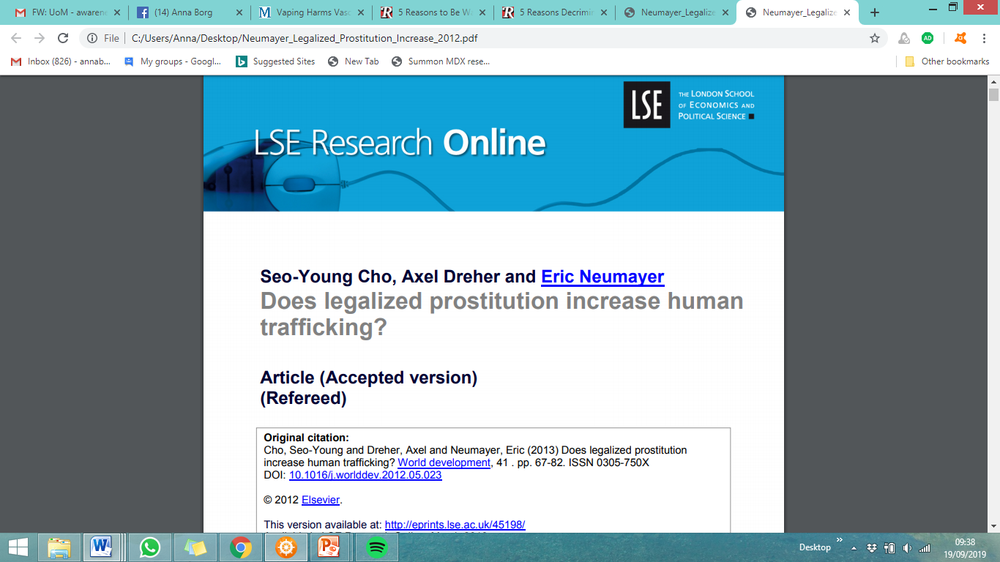 FW: UoM - awarene
(14) Anna Borg
Vaping Harms Vasc
5 Reasons to Be Wa
5 Reasons Decrimin
Neumayer_Legalize
Neumayer_Legalize
File C:/Users/Anna/Desktop/Neumayer_Legalized_Prostitution_Increase_2012.pdf
Inbox (826) - annab...
My groups - Googl...
Suggested Sites
New Tab
Summon MDX rese...
Other bookmarks
LSE
THE LONDON SCHOOL
OF ECONOMICS AND
POLITICAL SCIENCE
LSE Research Online
Seo-Young Cho, Axel Dreher and Eric Neumayer
Does legalized prostitution increase human
trafficking?
Article (Accepted version)
(Refereed)
Original citation:
Cho, Seo-Young and Dreher, Axel and Neumayer, Eric (2013) Does legalized prostitution
increase human trafficking? World development, 41 . pp. 67-82. ISSN 0305-750X
DOI: 10.1016/j.worlddev.2012.05.023
© 2012 Elsevier.
This version available at: http://eprints.lse.ac.uk/45198/
Desktop
09:38
19/09/2019